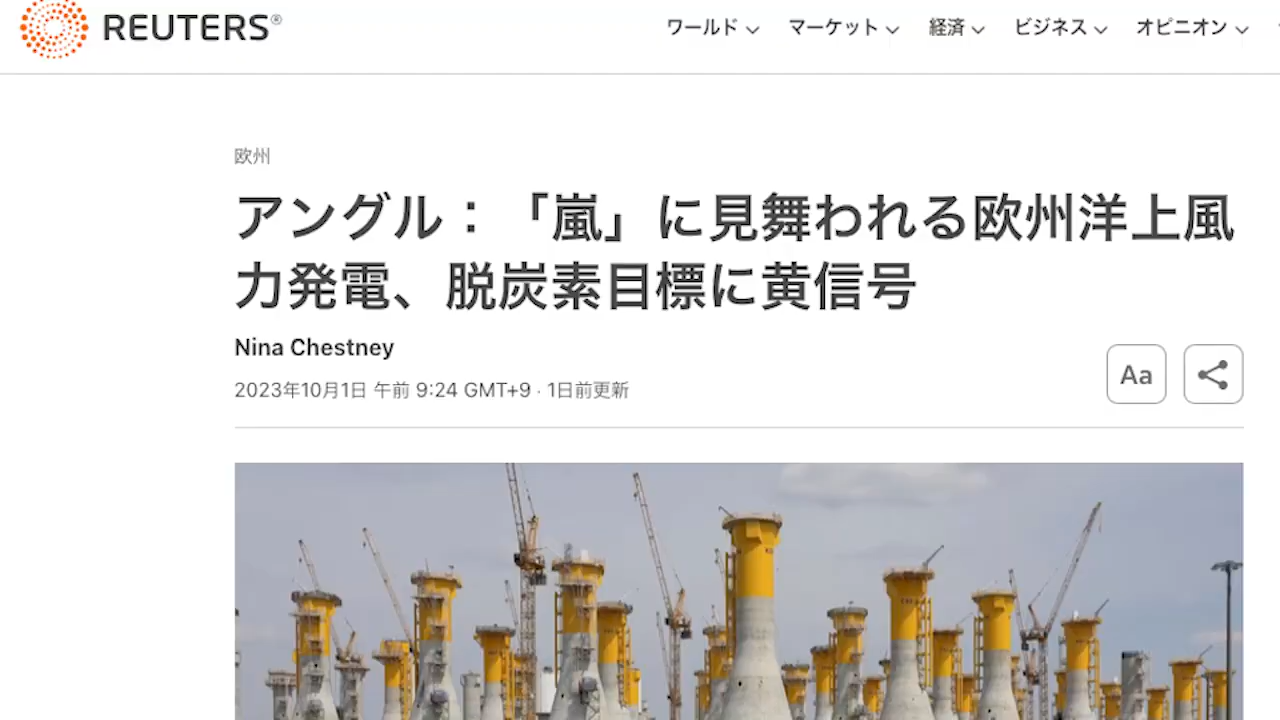 REUTERS®
ワールド マーケット 経済 ビジネス オピニオン
欧州
アングル：「嵐」に見舞われる欧州洋上風
力発電、脱炭素目標に黄信号
Nina Chestney
2023年10月1日 午前 9:24 GMT+9 · 1日前更新
Aa